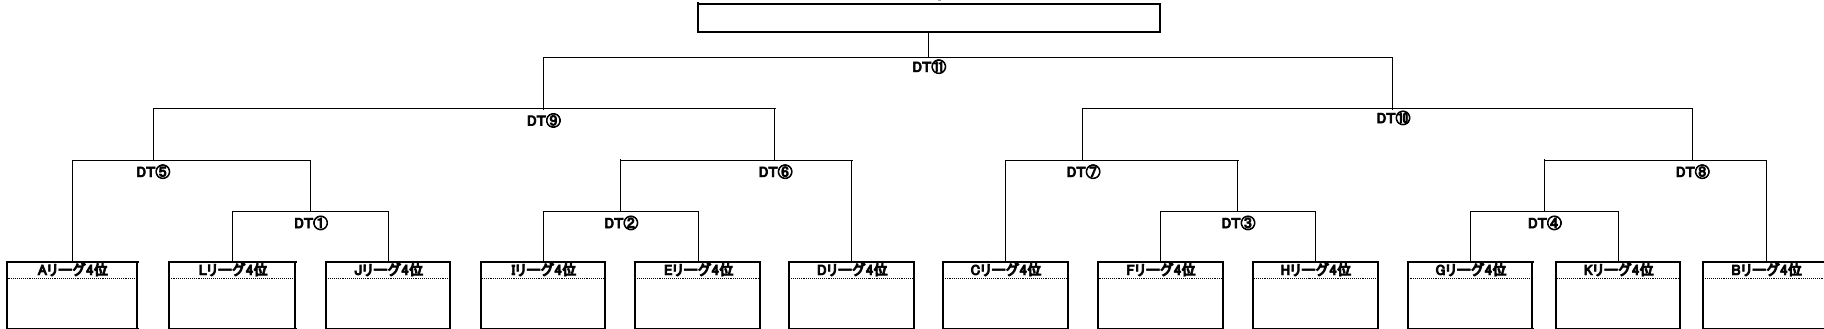 DT⑪
DT⑨ DT⑩
DT⑤ DT⑥ DT⑦ DT⑧
DT① DT② DT③ DT④
Aリーグ4位 Lリーグ4位 Jリーグ4位 Iリーグ4位 Eリーグ4位 Dリーグ4位 Cリーグ4位 Fリーグ4位 Hリーグ4位 Gリーグ4位 Kリーグ4位 Bリーグ4位